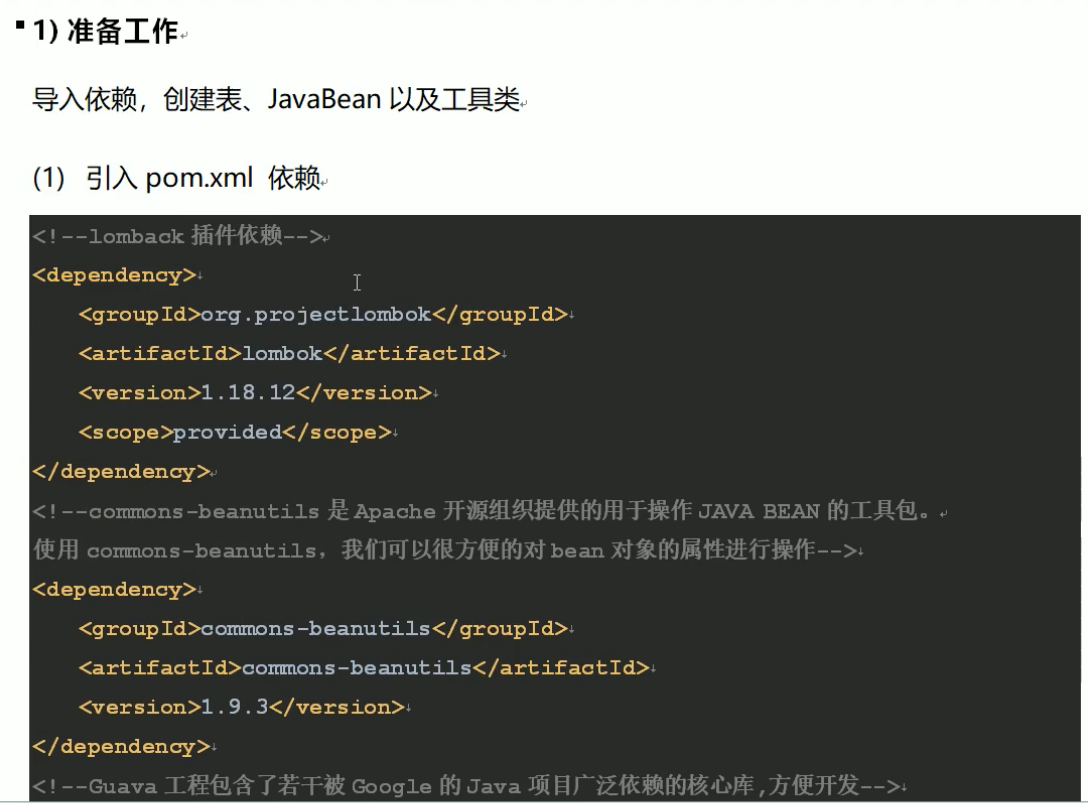 1) 准备工作
导入依赖，创建表、JavaBean 以及工具类
(1) 引入 pom.xml 依赖
<!--lomback 插件依赖-->
<dependency>
    <groupId>org.projectlombok</groupId>
    <artifactId>lombok</artifactId>
    <version>1.18.12</version>
    <scope>provided</scope>
</dependency>
<!--commons-beanutils 是 Apache 开源组织提供的用于操作 JAVA BEAN 的工具包。
使用 commons-beanutils，我们可以很方便的对 bean 对象的属性进行操作-->
<dependency>
    <groupId>commons-beanutils</groupId>
    <artifactId>commons-beanutils</artifactId>
    <version>1.9.3</version>
</dependency>
<!--Guava 工程包含了若干被 Google 的 Java 项目广泛依赖的核心库,方便开发-->